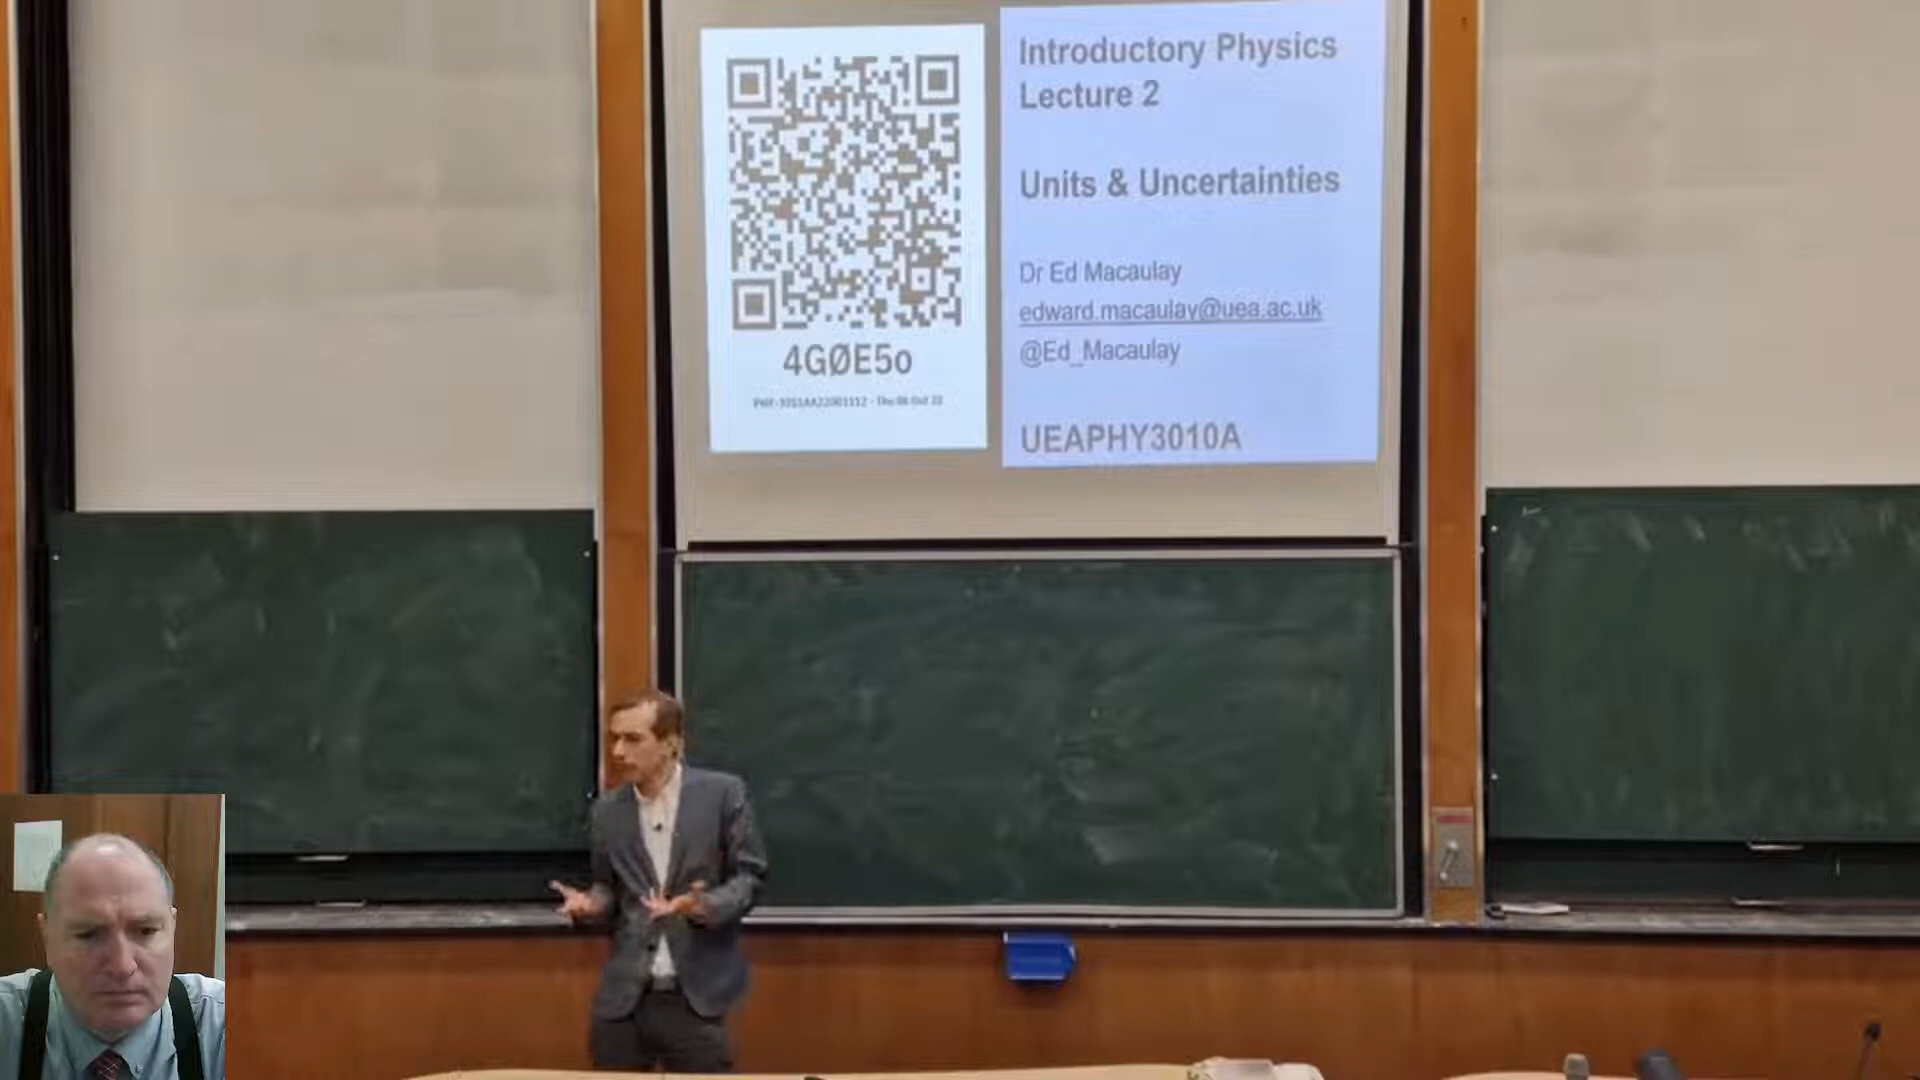 4GØE5o
Introductory Physics
Lecture 2
Units & Uncertainties
Dr Ed Macaulay
edward.macaulay@uea.ac.uk
@Ed_Macaulay
UEAPHY3010A